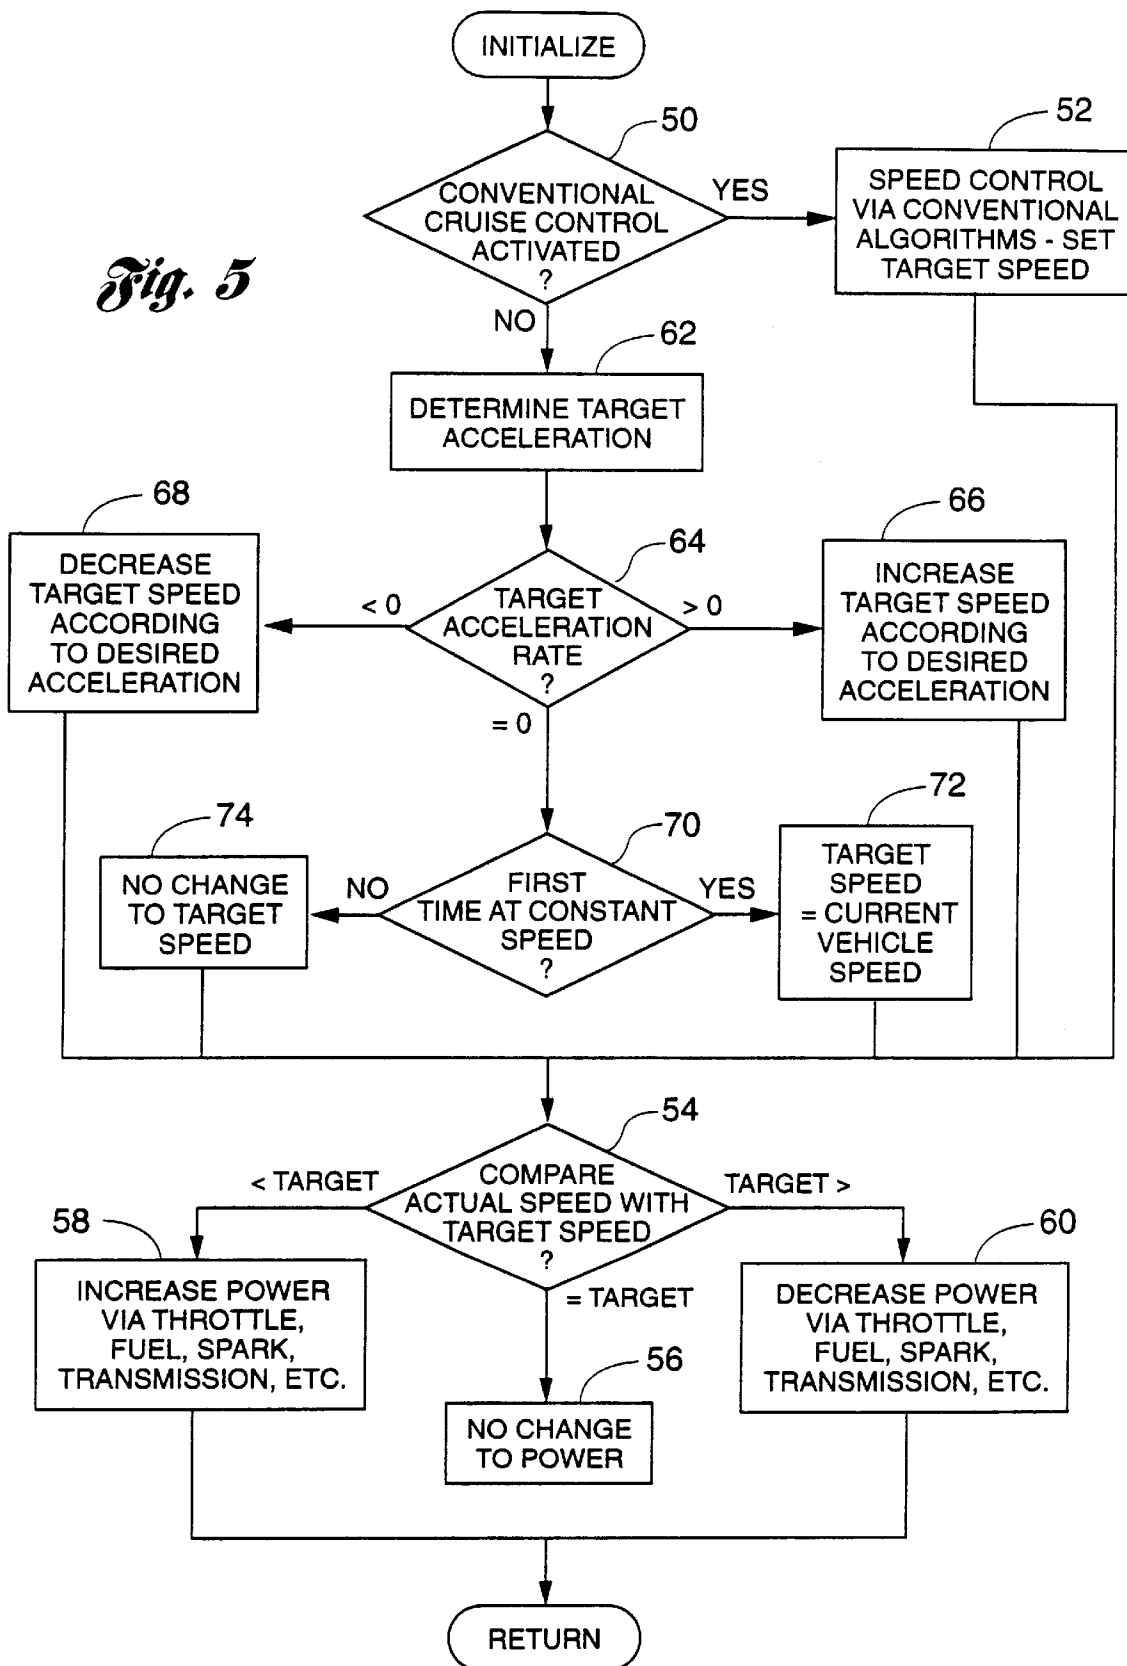 INITIALIZE
50
CONVENTIONAL
CRUISE CONTROL
ACTIVATED
?
YES
NO
52
SPEED CONTROL
VIA CONVENTIONAL
ALGORITHMS - SET
TARGET SPEED
Fig. 5
62
DETERMINE TARGET
ACCELERATION
68
DECREASE
TARGET SPEED
ACCORDING
TO DESIRED
ACCELERATION
< 0
64
TARGET
ACCELERATION
RATE
?
> 0
= 0
66
INCREASE
TARGET SPEED
ACCORDING
TO DESIRED
ACCELERATION
74
NO CHANGE
TO TARGET
SPEED
NO
70
FIRST
TIME AT CONSTANT
SPEED
?
YES
72
TARGET
SPEED
= CURRENT
VEHICLE
SPEED
54
COMPARE
ACTUAL SPEED WITH
TARGET SPEED
?
< TARGET
TARGET >
= TARGET
58
INCREASE POWER
VIA THROTTLE,
FUEL, SPARK,
TRANSMISSION, ETC.
56
NO CHANGE
TO POWER
60
DECREASE POWER
VIA THROTTLE,
FUEL, SPARK,
TRANSMISSION, ETC.
RETURN